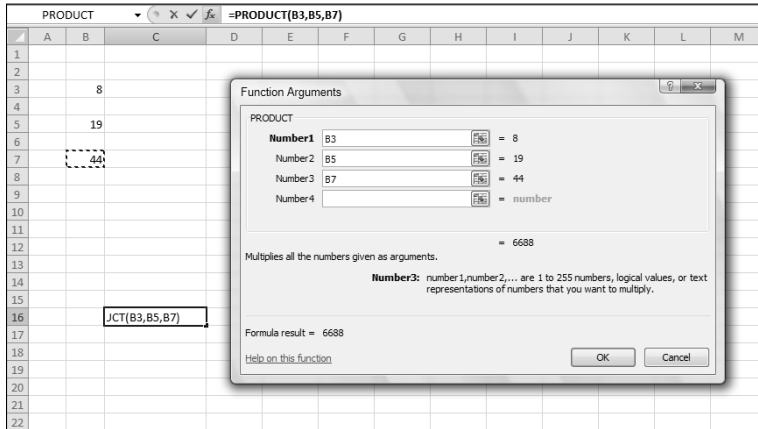 PRODUCT fx =PRODUCT(B3,B5,B7)
A B C D E F G H I J K L M
1
2
3 8
4
5 19
6
7 44
8
9
10
11
12
13
14
15
16 JCT(B3,B5,B7)
17
18
19
20
21
22
Function Arguments
PRODUCT
Number1 B3 = 8
Number2 B5 = 19
Number3 B7 = 44
Number4 = number
= 6688
Multiplies all the numbers given as arguments.
Number3: number1,number2,... are 1 to 255 numbers, logical values, or text
representations of numbers that you want to multiply.
Formula result = 6688
Help on this function
OK Cancel